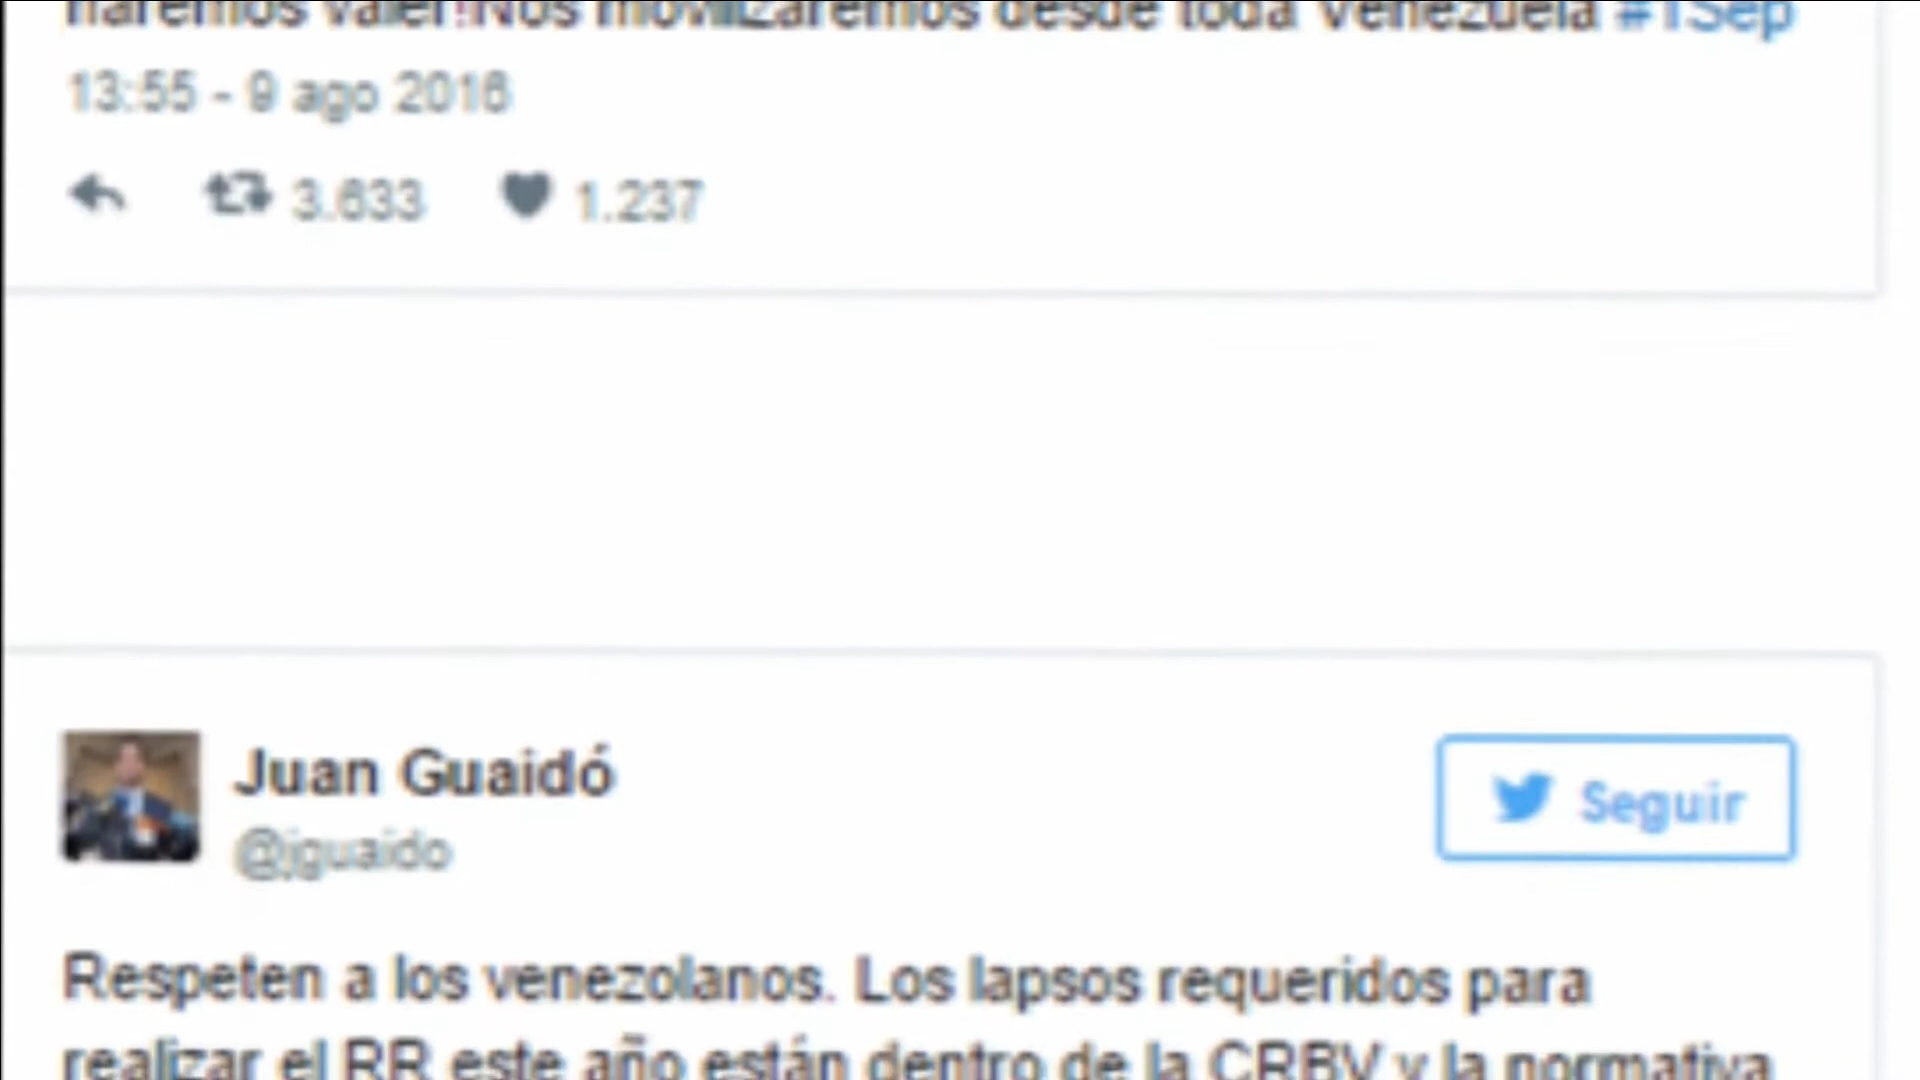 haremos valer!Nos movilizaremos desde toda Venezuela #1Sep
13:55 - 9 ago 2016
3.633 1.237
Juan Guaidó
@jguaido
Seguir
Respeten a los venezolanos. Los lapsos requeridos para
realizar el RR este año están dentro de la CRBV y la normativa